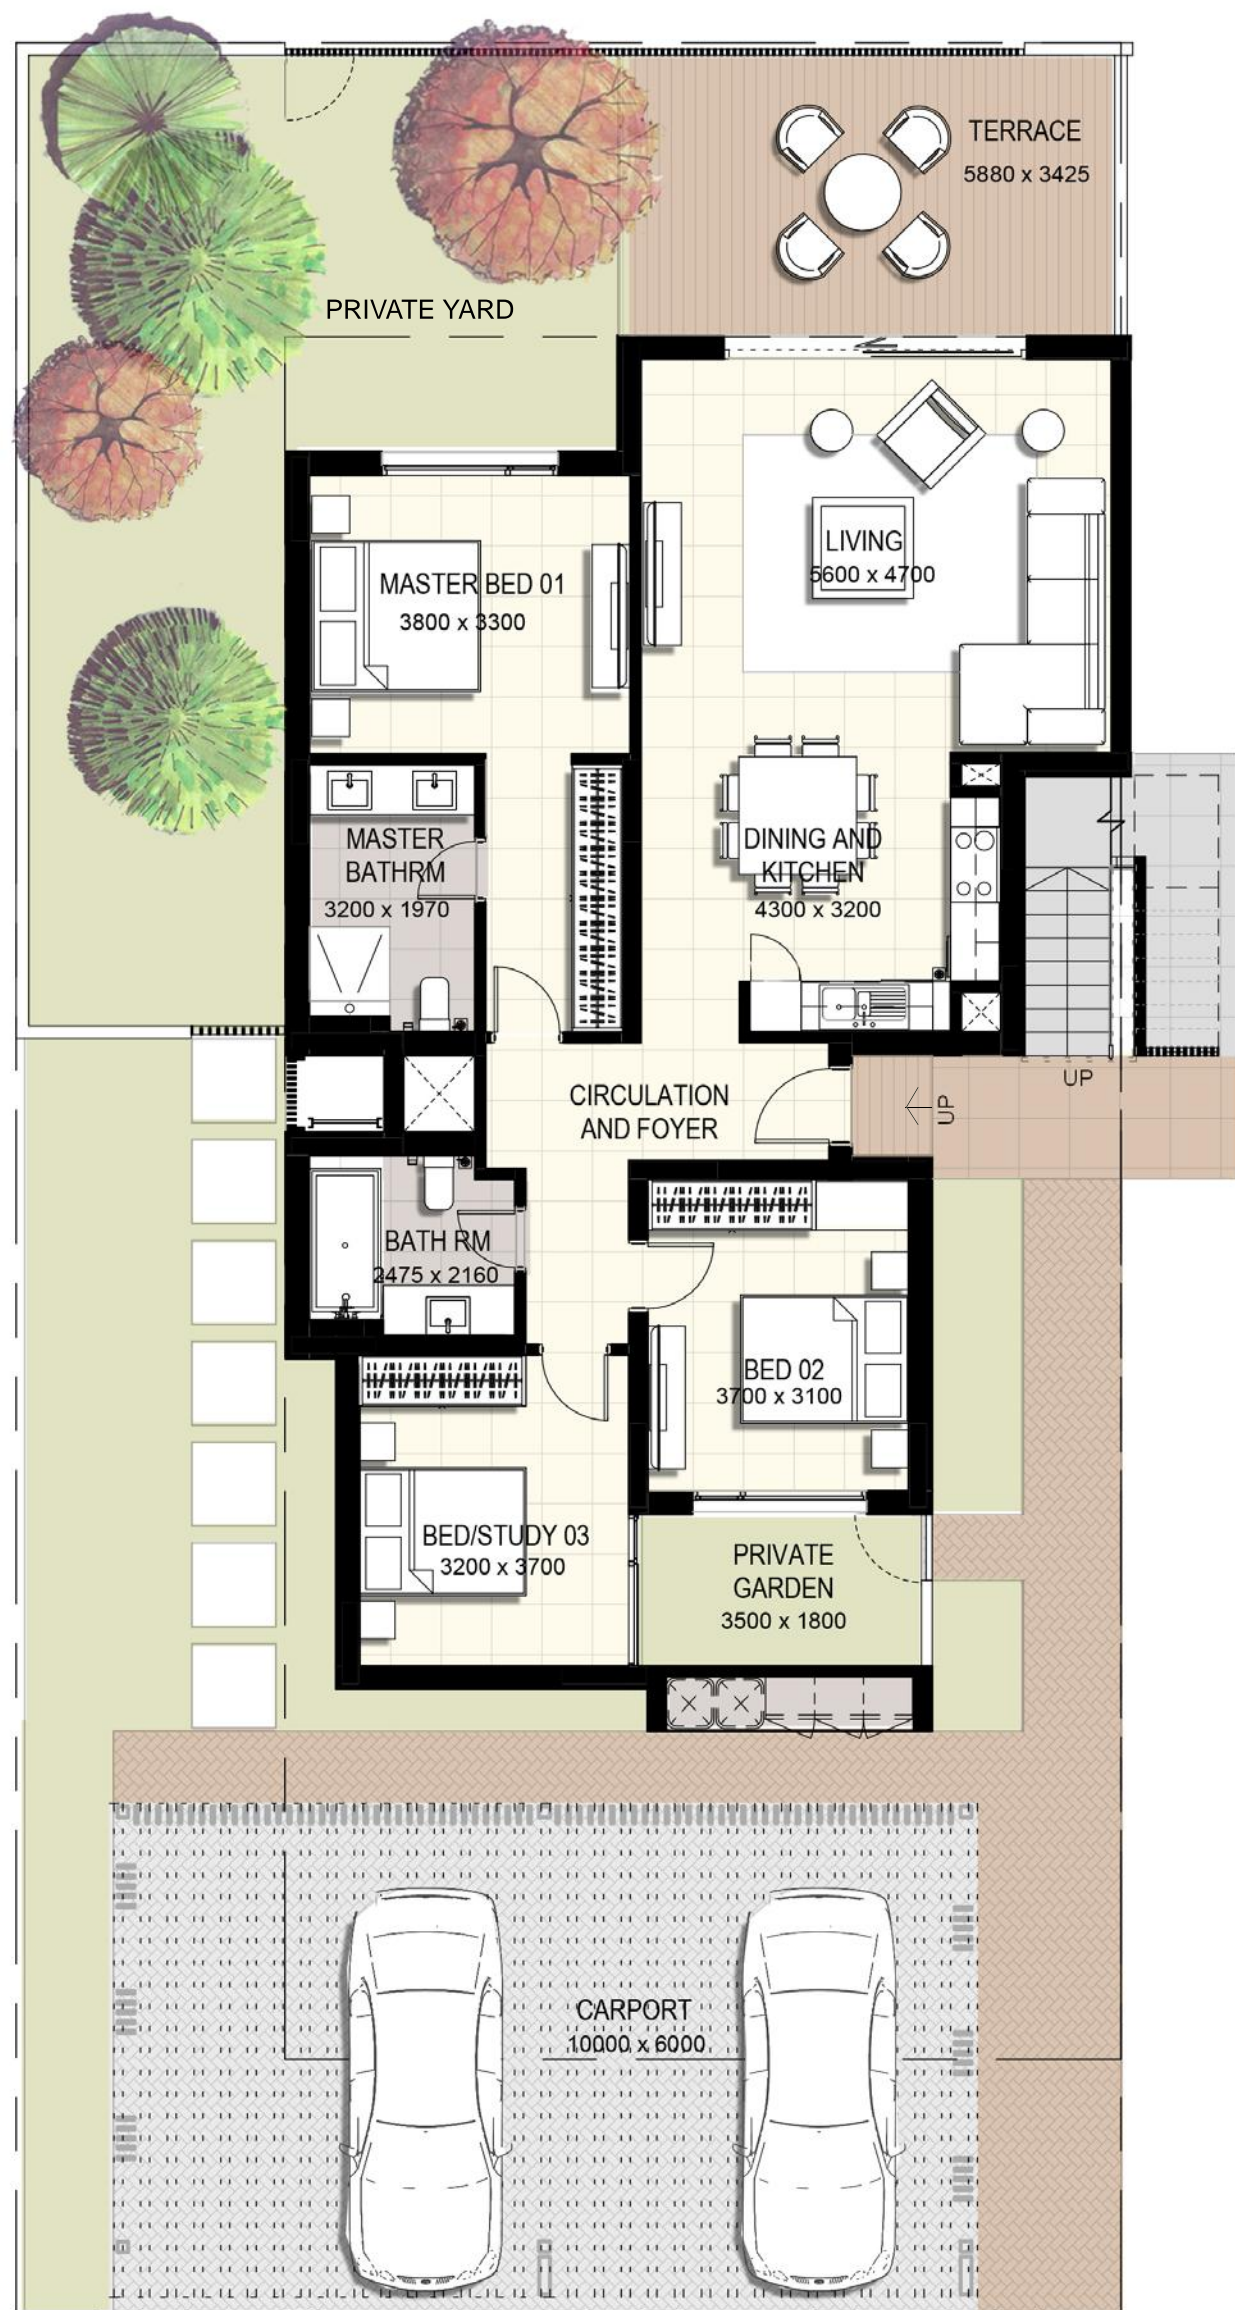 TERRACE
5880 x 3425
PRIVATE YARD
LIVING
5600 x 4700
MASTER BED 01
3800 x 3300
MASTER
BATHRM
3200 x 1970
DINING AND
KITCHEN
4300 x 3200
UP
UP
CIRCULATION
AND FOYER
BATH RM
2475 x 2160
BED 02
3700 x 3100
BED/STUDY 03
3200 x 3700
PRIVATE
GARDEN
3500 x 1800
CARPORT
10000 x 6000